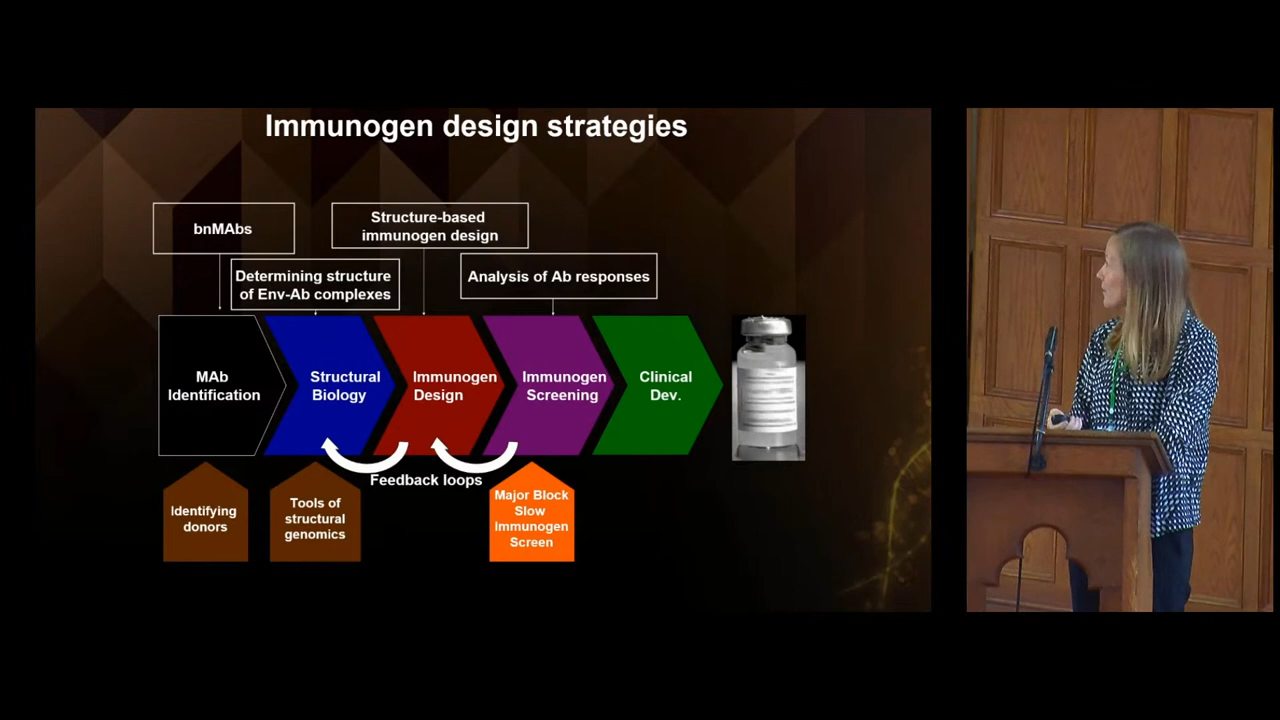 Immunogen design strategies
bnMAbs
Structure-based
immunogen design
Determining structure
of Env-Ab complexes
Analysis of Ab responses
MAb
Identification
Structural
Biology
Immunogen
Design
Immunogen
Screening
Clinical
Dev.
Feedback loops
Identifying
donors
Tools of
structural
genomics
Major Block
Slow
Immunogen
Screen